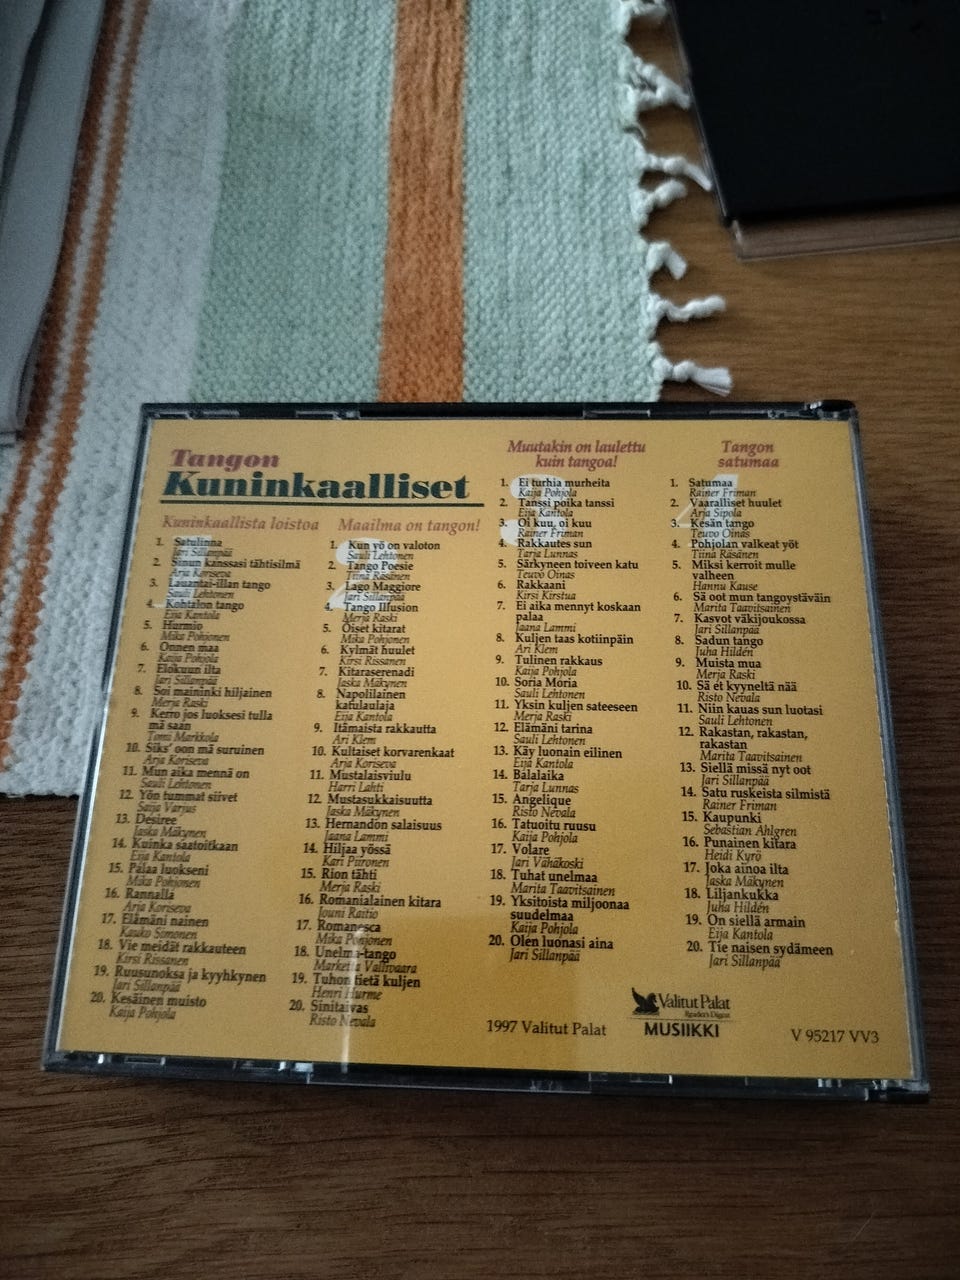 Tangon
Kuninkaalliset
Kuninkaallista loistoa
1. Satulinna
Jari Sillanpää
2. Sinun kanssasi tähtisilmä
Arja Koriseva
3. Lauantai-illan tango
Sauli Lehtonen
4. Kohtalon tango
Eija Kantola
5. Hurmio
Mika Pohjonen
6. Onnen maa
Kaija Pohjola
7. Elokuun ilta
Jari Sillanpää
8. Soi maininki hiljainen
Merja Raski
9. Kerro jos luoksesi tulla
mä saan
Tomi Markkola
10. Siks' oon mä suruinen
Arja Koriseva
11. Mun aika mennä on
Sauli Lehtonen
12. Yön tummat siivet
Saija Varjus
13. Desiree
Jaska Mäkynen
14. Kuinka saatoitkaan
Eija Kantola
15. Palaa luokseni
Mika Pohjonen
16. Rannalla
Arja Koriseva
17. Elämäni nainen
Kauko Simonen
18. Vie meidät rakkauteen
Kirsi Rissanen
19. Ruusunoksa ja kyyhkynen
Jari Sillanpää
20. Kesäinen muisto
Kaija Pohjola
Maailma on tangon!
2
1. Kun yö on valoton
Sauli Lehtonen
2. Tango Poesie
Tiina Räsänen
3. Lago Maggiore
Jari Sillanpää
4. Tango Illusion
Merja Raski
5. Öiset kitarat
Mika Pohjonen
6. Kylmät huulet
Kirsi Rissanen
7. Kitaraserenadi
Jaska Mäkynen
8. Napolilainen
katulaulaja
Eija Kantola
9. Itämaista rakkautta
Ari Klem
10. Kultaiset korvarenkaat
Arja Koriseva
11. Mustalaisviulu
Harri Lahti
12. Mustasukkaisuutta
Jaska Mäkynen
13. Hernandon salaisuus
Jaana Lammi
14. Hiljaa yössä
Kari Piironen
15. Rion tähti
Merja Raski
16. Romanialainen kitara
Jouni Raitio
17. Romanesca
Mika Pohjonen
18. Unelma-tango
Marketta Vallivaara
19. Tuhon tietä kuljen
Henri Hurme
20. Sinitaivas
Risto Nevala
Muutakin on laulettu
kuin tangoa!
3
1. Ei turhia murheita
Kaija Pohjola
2. Tanssi poika tanssi
Eija Kantola
3. Oi kuu, oi kuu
Rainer Friman
4. Rakkautes sun
Tarja Lunnas
5. Särkyneen toiveen katu
Teuvo Oinas
6. Rakkaani
Kirsi Kirstua
7. Ei aika mennyt koskaan
palaa
Jaana Lammi
8. Kuljen taas kotiinpäin
Ari Klem
9. Tulinen rakkaus
Kaija Pohjola
10. Soria Moria
Sauli Lehtonen
11. Yksin kuljen sateeseen
Merja Raski
12. Elämäni tarina
Sauli Lehtonen
13. Käy luonain eilinen
Eija Kantola
14. Balalaika
Tarja Lunnas
15. Angelique
Risto Nevala
16. Tatuoitu ruusu
Kaija Pohjola
17. Volare
Jari Vähäkoski
18. Tuhat unelmaa
Marita Taavitsainen
19. Yksitoista miljoonaa
suudelmaa
Kaija Pohjola
20. Olen luonasi aina
Jari Sillanpää
Tangon
satumaa
4
1. Satumaa
Rainer Friman
2. Vaaralliset huulet
Arja Sipola
3. Kesän tango
Teuvo Oinas
4. Pohjolan valkeat yöt
Tiina Räsänen
5. Miksi kerroit mulle
valheen
Hannu Kause
6. Sä oot mun tangoystäväin
Marita Taavitsainen
7. Kasvot väkijoukossa
Jari Sillanpää
8. Sadun tango
Juha Hilden
9. Muista mua
Merja Raski
10. Sä et kyyneltä nää
Risto Nevala
11. Niin kauas sun luotasi
Sauli Lehtonen
12. Rakastan, rakastan,
rakastan
Marita Taavitsainen
13. Siellä missä nyt oot
Jari Sillanpää
14. Satu ruskeista silmistä
Rainer Friman
15. Kaupunki
Sebastian Ahlgren
16. Punainen kitara
Heidi Kyrö
17. Joka ainoa ilta
Jaska Mäkynen
18. Liljankukka
Juha Hilden
19. On siellä armain
Eija Kantola
20. Tie naisen sydämeen
Jari Sillanpää
1997 Valitut Palat
Valitut Palat
Reader's Digest
MUSIIKKI
V 95217 VV3